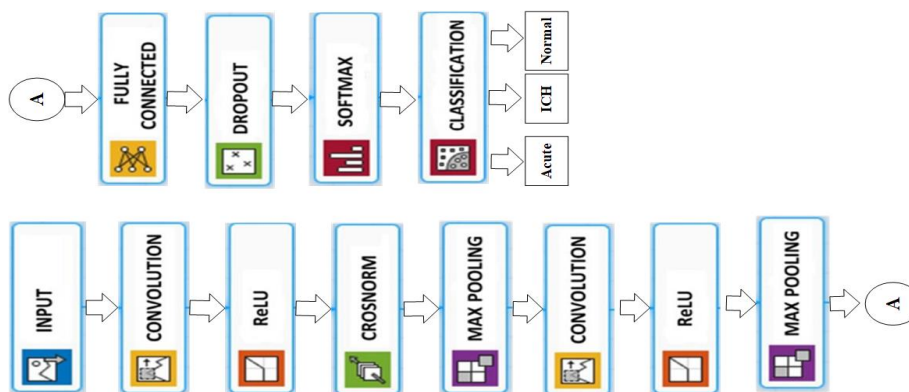 INPUT
CONVOLUTION
ReLU
CROSNORM
MAX POOLING
CONVOLUTION
ReLU
MAX POOLING
A
A
FULLY
CONNECTED
DROPOUT
SOFTMAX
CLASSIFICATION
Acute
ICH
Normal